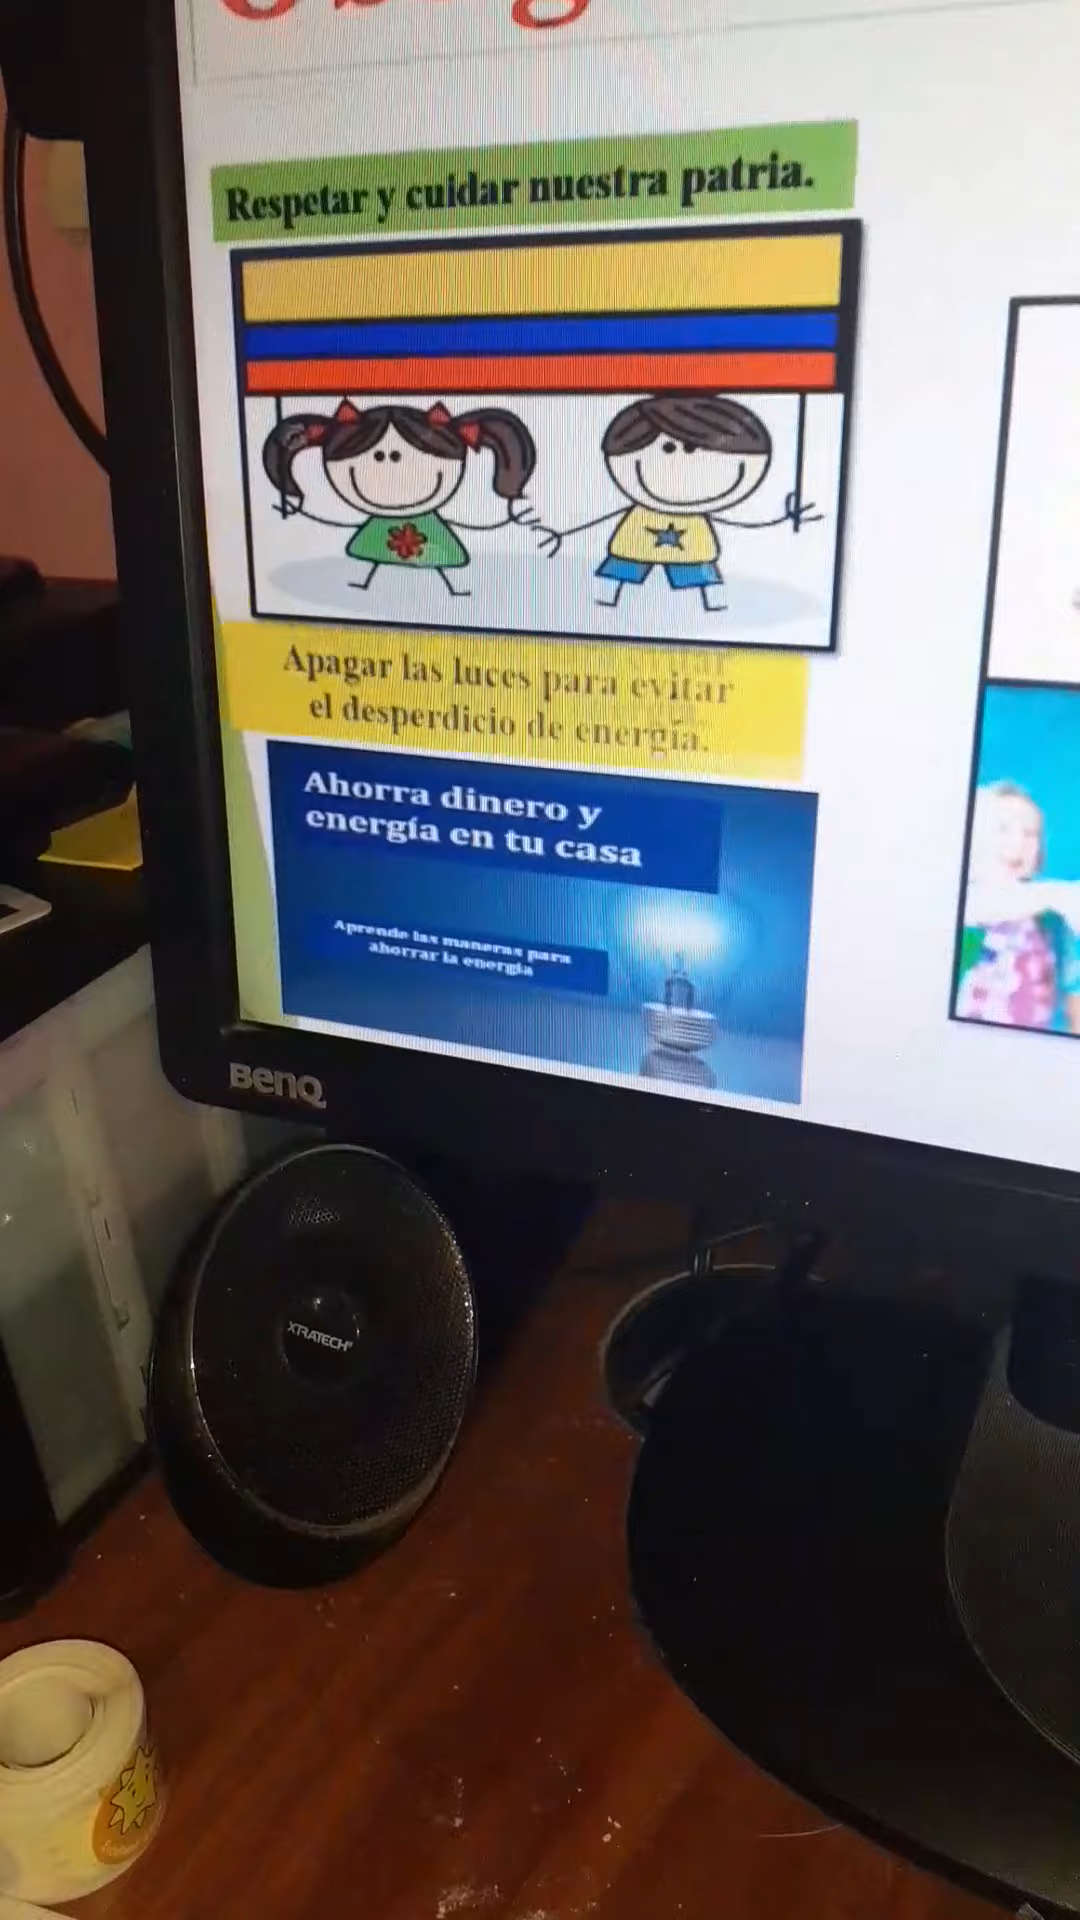 Respetar y cuidar nuestra patria.
Apagar las luces para evitar
el desperdicio de energía.
Ahorra dinero y
energía en tu casa
Aprende las maneras para
ahorrar la energía
BenQ
XTRATECH